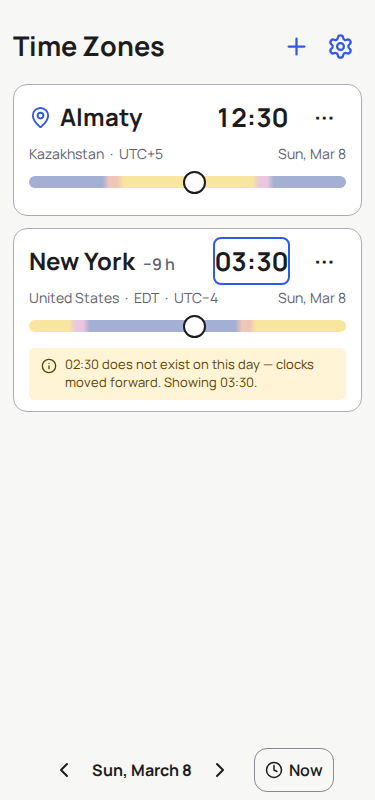 Time Zones
Almaty 12:30 ···
Kazakhstan · UTC+5 Sun, Mar 8
New York −9 h 03:30 ···
United States · EDT · UTC−4 Sun, Mar 8
02:30 does not exist on this day — clocks
moved forward. Showing 03:30.
Sun, March 8 Now